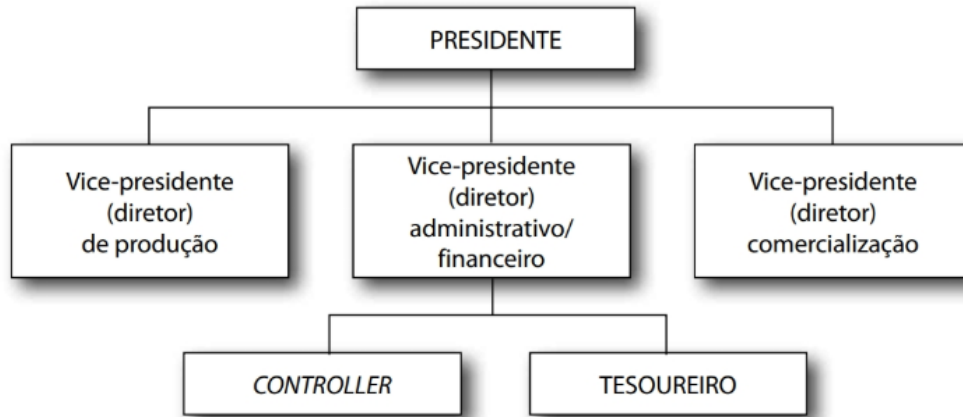 PRESIDENTE
Vice-presidente
(diretor)
de produção
Vice-presidente
(diretor)
administrativo/
financeiro
Vice-presidente
(diretor)
comercialização
CONTROLLER
TESOUREIRO